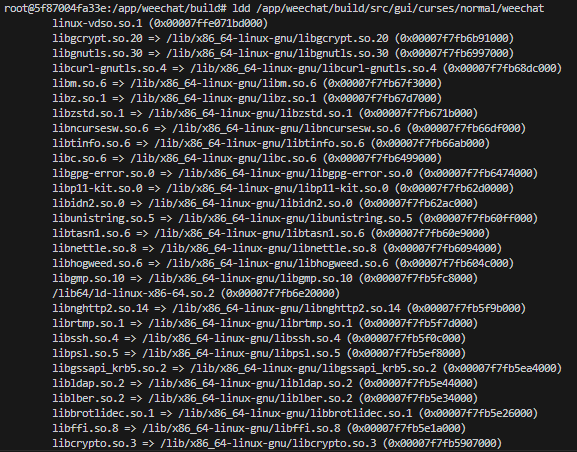 root@5f87004fa33e:/app/weechat/build# ldd /app/weechat/build/src/gui/curses/normal/weechat
linux-vdso.so.1 (0x00007ffe071bd000)
libgcrypt.so.20 => /lib/x86_64-linux-gnu/libgcrypt.so.20 (0x00007f7fb6b91000)
libgnutls.so.30 => /lib/x86_64-linux-gnu/libgnutls.so.30 (0x00007f7fb6997000)
libcurl-gnutls.so.4 => /lib/x86_64-linux-gnu/libcurl-gnutls.so.4 (0x00007f7fb68dc000)
libm.so.6 => /lib/x86_64-linux-gnu/libm.so.6 (0x00007f7fb67f3000)
libz.so.1 => /lib/x86_64-linux-gnu/libz.so.1 (0x00007f7fb67d7000)
libzstd.so.1 => /lib/x86_64-linux-gnu/libzstd.so.1 (0x00007f7fb671b000)
libncursesw.so.6 => /lib/x86_64-linux-gnu/libncursesw.so.6 (0x00007f7fb66df000)
libtinfo.so.6 => /lib/x86_64-linux-gnu/libtinfo.so.6 (0x00007f7fb66ab000)
libc.so.6 => /lib/x86_64-linux-gnu/libc.so.6 (0x00007f7fb6499000)
libgpg-error.so.0 => /lib/x86_64-linux-gnu/libgpg-error.so.0 (0x00007f7fb6474000)
libp11-kit.so.0 => /lib/x86_64-linux-gnu/libp11-kit.so.0 (0x00007f7fb62d0000)
libidn2.so.0 => /lib/x86_64-linux-gnu/libidn2.so.0 (0x00007f7fb62ac000)
libunistring.so.5 => /lib/x86_64-linux-gnu/libunistring.so.5 (0x00007f7fb60ff000)
libtasn1.so.6 => /lib/x86_64-linux-gnu/libtasn1.so.6 (0x00007f7fb60e9000)
libnettle.so.8 => /lib/x86_64-linux-gnu/libnettle.so.8 (0x00007f7fb6094000)
libhogweed.so.6 => /lib/x86_64-linux-gnu/libhogweed.so.6 (0x00007f7fb604c000)
libgmp.so.10 => /lib/x86_64-linux-gnu/libgmp.so.10 (0x00007f7fb5fc8000)
/lib64/ld-linux-x86-64.so.2 (0x00007f7fb6e20000)
libnghttp2.so.14 => /lib/x86_64-linux-gnu/libnghttp2.so.14 (0x00007f7fb5f9b000)
librtmp.so.1 => /lib/x86_64-linux-gnu/librtmp.so.1 (0x00007f7fb5f7d000)
libssh.so.4 => /lib/x86_64-linux-gnu/libssh.so.4 (0x00007f7fb5f0c000)
libpsl.so.5 => /lib/x86_64-linux-gnu/libpsl.so.5 (0x00007f7fb5ef8000)
libgssapi_krb5.so.2 => /lib/x86_64-linux-gnu/libgssapi_krb5.so.2 (0x00007f7fb5ea4000)
libldap.so.2 => /lib/x86_64-linux-gnu/libldap.so.2 (0x00007f7fb5e44000)
liblber.so.2 => /lib/x86_64-linux-gnu/liblber.so.2 (0x00007f7fb5e34000)
libbrotlidec.so.1 => /lib/x86_64-linux-gnu/libbrotlidec.so.1 (0x00007f7fb5e26000)
libffi.so.8 => /lib/x86_64-linux-gnu/libffi.so.8 (0x00007f7fb5e1a000)
libcrypto.so.3 => /lib/x86_64-linux-gnu/libcrypto.so.3 (0x00007f7fb5907000)